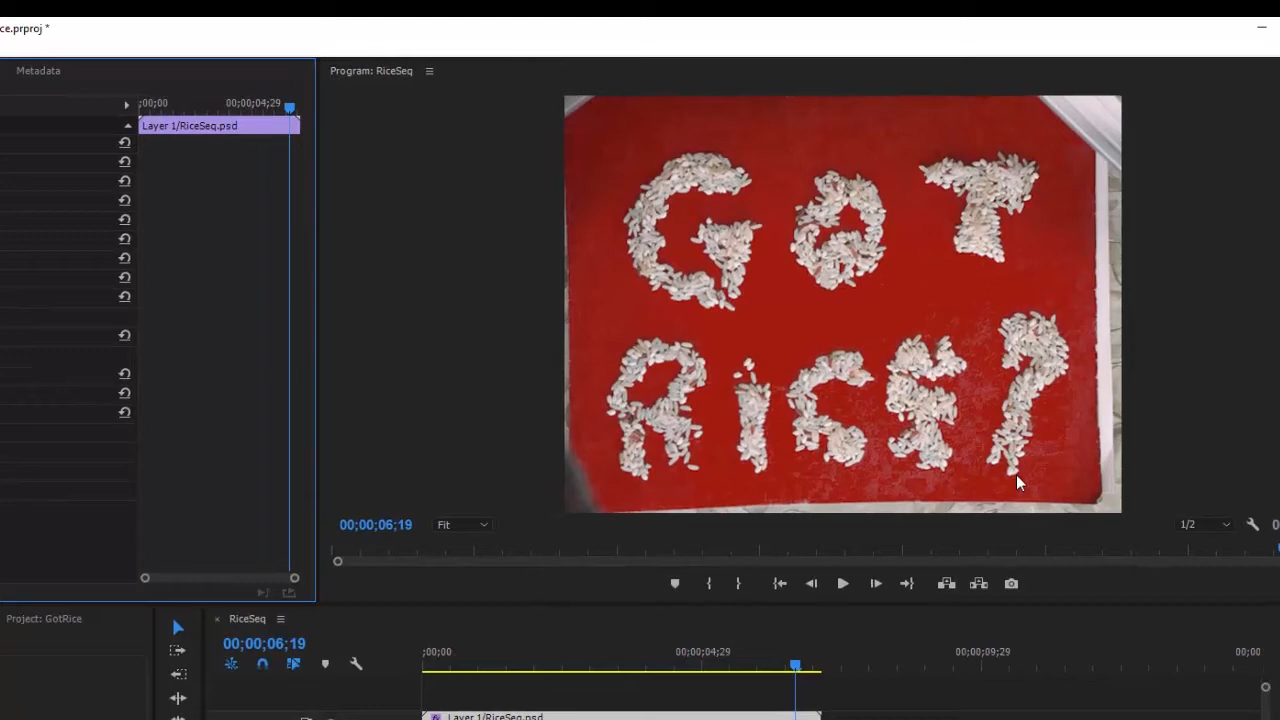 ce.prproj *
Metadata
Program: RiceSeq
;00;00
00;00;04;29
Layer 1/RiceSeq.psd
GoT
RiCE?
00;00;06;19
Fit
1/2
Project: GotRice
× RiceSeq
00;00;06;19
;00;00
00;00;04;29
00;00;09;29
00;00;
fx Layer 1/RiceSeq.psd